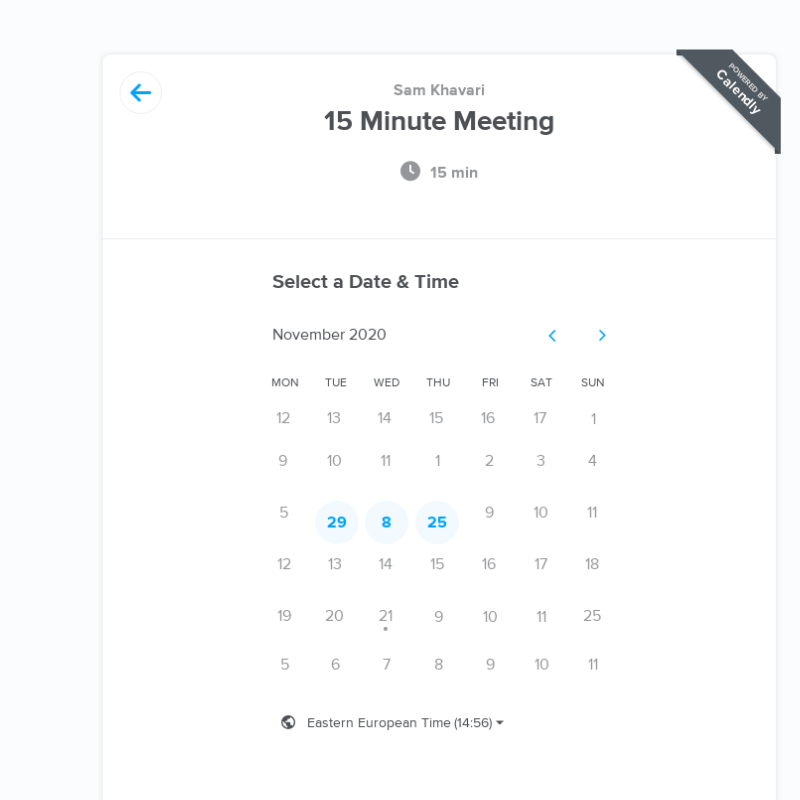 Sam Khavari
15 Minute Meeting
15 min
POWERED BY
Calendly
Select a Date & Time
November 2020
MON TUE WED THU FRI SAT SUN
12 13 14 15 16 17 1
9 10 11 1 2 3 4
5 29 8 25 9 10 11
12 13 14 15 16 17 18
19 20 21 9 10 11 25
5 6 7 8 9 10 11
Eastern European Time (14:56)